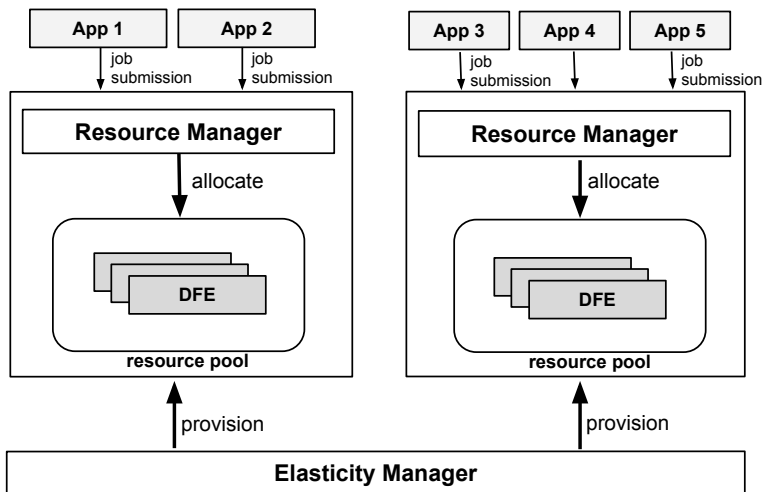 App 1
App 2
App 3
App 4
App 5
job
submission
job
submission
job
submission
job
submission
Resource Manager
Resource Manager
allocate
allocate
DFE
DFE
resource pool
resource pool
provision
provision
Elasticity Manager